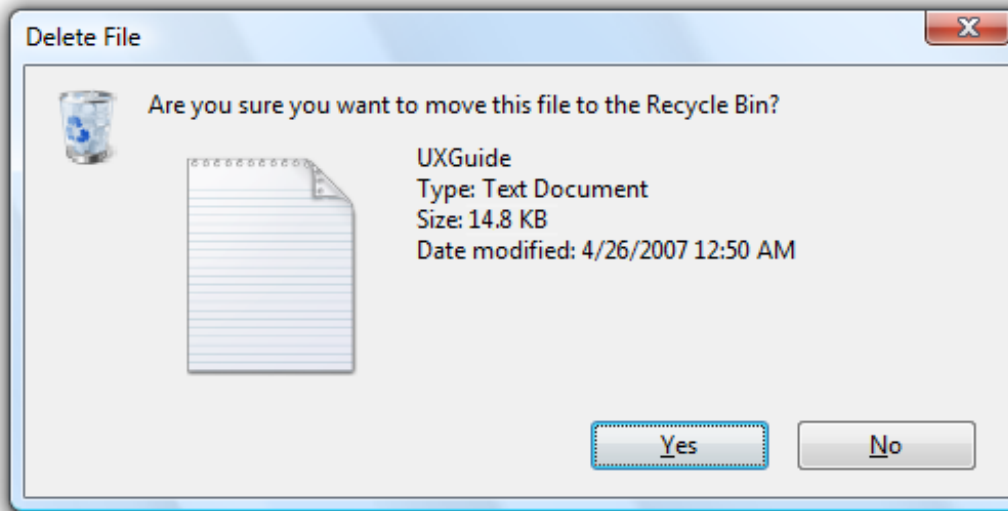 Delete File
Are you sure you want to move this file to the Recycle Bin?
UXGuide
Type: Text Document
Size: 14.8 KB
Date modified: 4/26/2007 12:50 AM
Yes
No